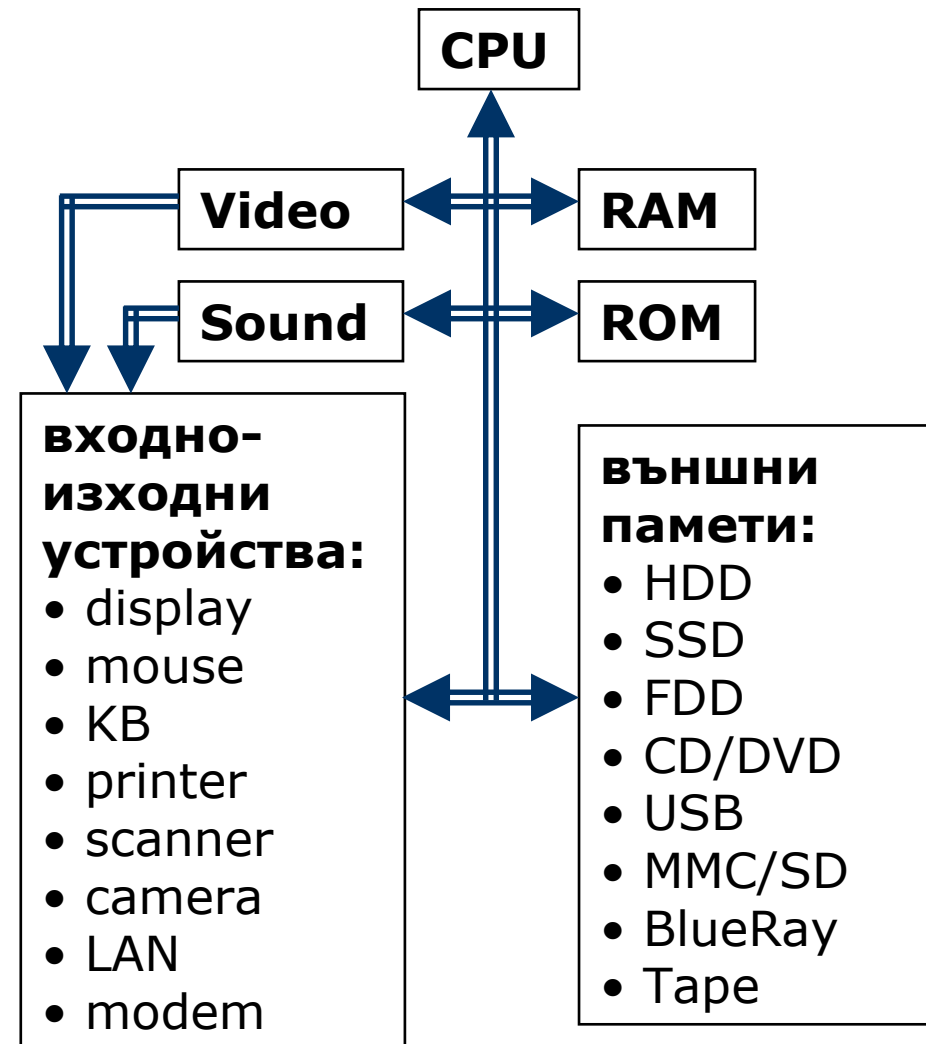 CPU
Video
RAM
Sound
ROM
входно-
изходни
устройства:
• display
• mouse
• KB
• printer
• scanner
• camera
• LAN
• modem
външни
памети:
• HDD
• SSD
• FDD
• CD/DVD
• USB
• MMC/SD
• BlueRay
• Tape